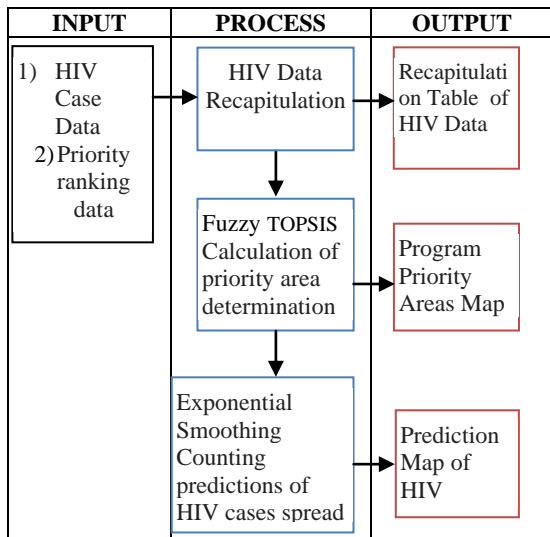 INPUT
PROCESS
OUTPUT
1) HIV
Case
Data
2) Priority
ranking
data
HIV Data
Recapitulation
Recapitulati
on Table of
HIV Data
Fuzzy TOPSIS
Calculation of
priority area
determination
Program
Priority
Areas Map
Exponential
Smoothing
Counting
predictions of
HIV cases spread
Prediction
Map of
HIV